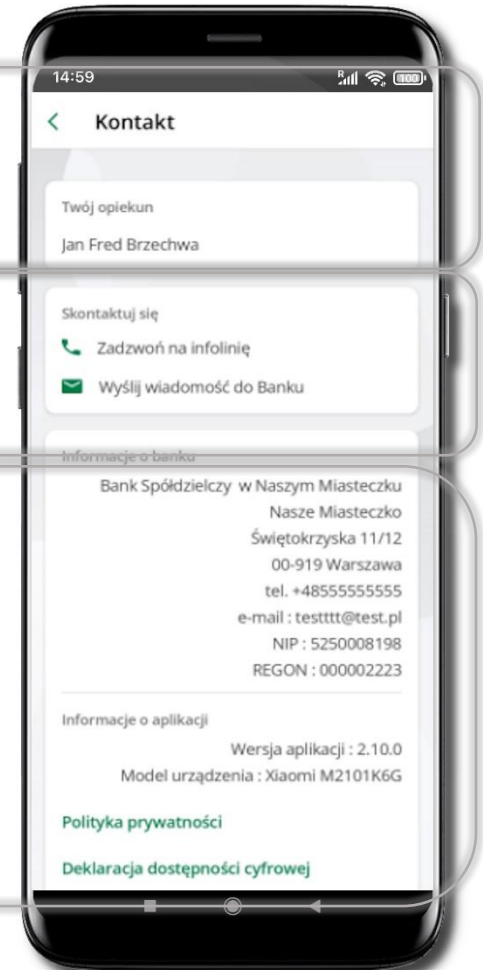 14:59
R
100
Kontakt
Twój opiekun
Jan Fred Brzechwa
Skontaktuj się
Zadzwoń na infolinię
Wyślij wiadomość do Banku
Informacje o banku
Bank Spółdzielczy w Naszym Miasteczku
Nasze Miasteczko
Świętokrzyska 11/12
00-919 Warszawa
tel. +48555555555
e-mail : testttt@test.pl
NIP : 5250008198
REGON : 000002223
Informacje o aplikacji
Wersja aplikacji : 2.10.0
Model urządzenia : Xiaomi M2101K6G
Polityka prywatności
Deklaracja dostępności cyfrowej